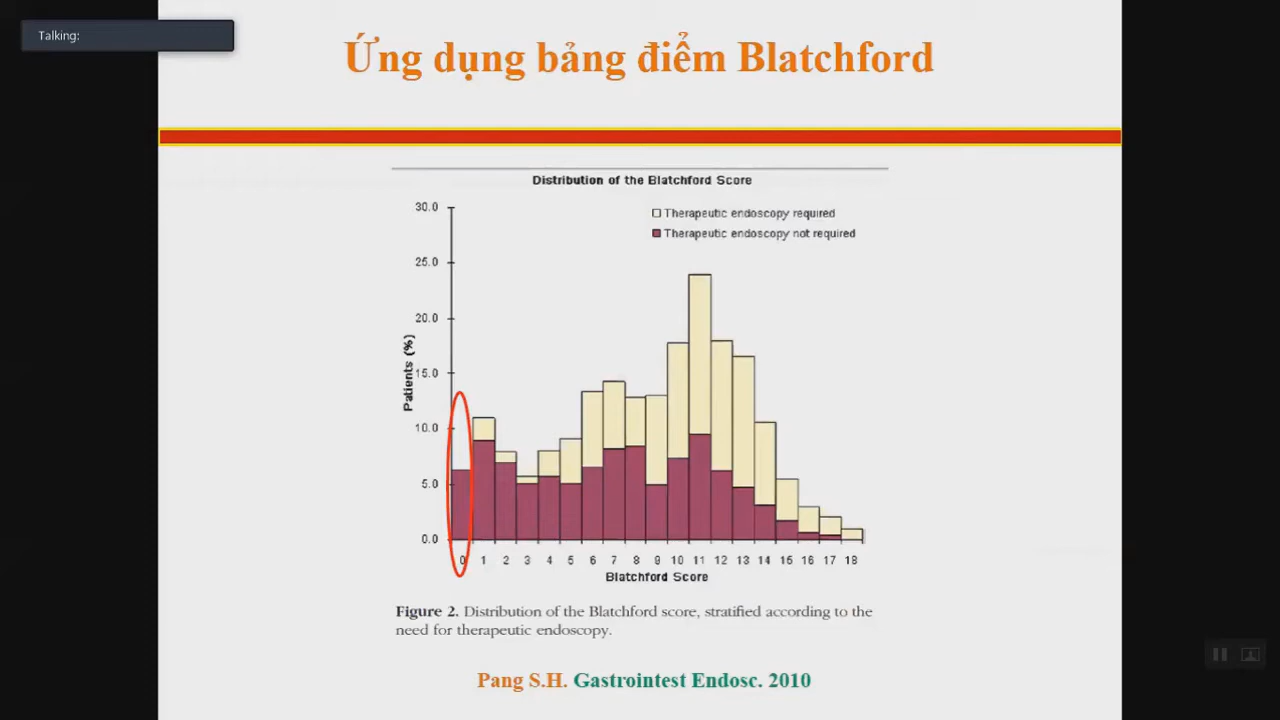 Talking:
Ứng dụng bảng điểm Blatchford
Distribution of the Blatchford Score
Therapeutic endoscopy required
Therapeutic endoscopy not required
30.0
25.0
20.0
15.0
10.0
5.0
0.0
Patients (%)
0 1 2 3 4 5 6 7 8 9 10 11 12 13 14 15 16 17 18
Blatchford Score
Figure 2. Distribution of the Blatchford score, stratified according to the
need for therapeutic endoscopy.
Pang S.H. Gastrointest Endosc. 2010